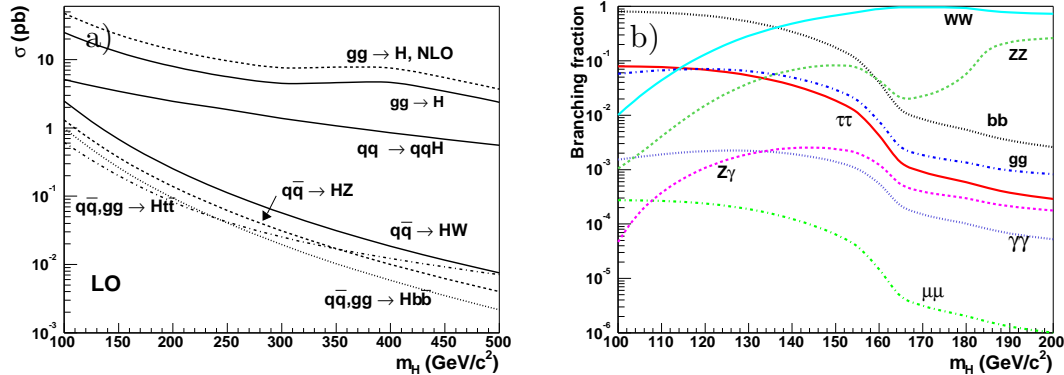 σ (pb)
a)
gg → H, NLO
gg → H
qq → qqH
qq̅ → HZ
qq̅,gg → Htt̅
qq̅ → HW
LO
qq̅,gg → Hbb̅
10
1
10⁻¹
10⁻²
10⁻³
100 150 200 250 300 350 400 450 500
m_H (GeV/c²)
Branching fraction
b)
WW
ZZ
bb
ττ
gg
Zγ
γγ
μμ
1
10⁻¹
10⁻²
10⁻³
10⁻⁴
10⁻⁵
10⁻⁶
100 110 120 130 140 150 160 170 180 190 200
m_H (GeV/c²)